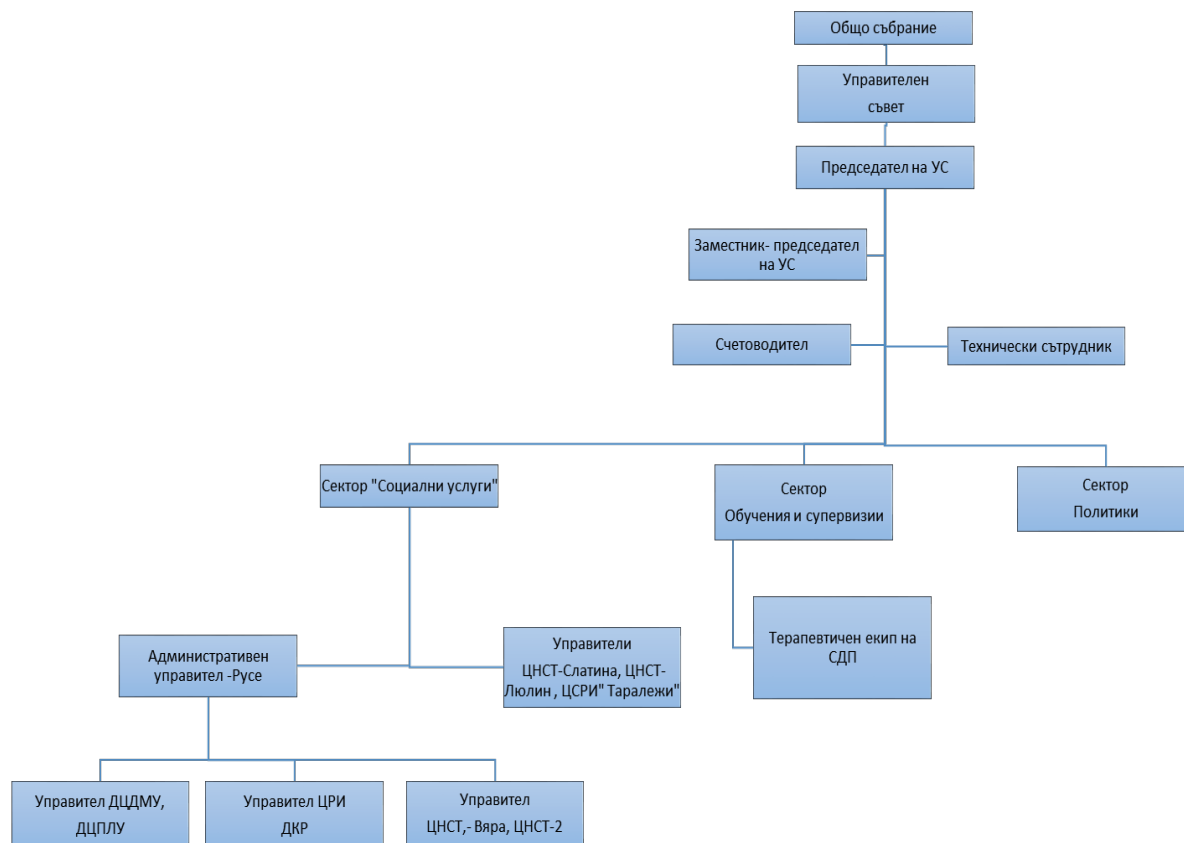 Общо събрание
Управителен
съвет
Председател на УС
Заместник- председател
на УС
Счетоводител
Технически сътрудник
Сектор "Социални услуги"
Сектор
Обучения и супервизии
Сектор
Политики
Административен
управител -Русе
Управители
ЦНСТ-Слатина, ЦНСТ-
Люлин , ЦСРИ" Таралежи"
Терапевтичен екип на
СДП
Управител ДЦДМУ,
ДЦПЛУ
Управител ЦРИ
ДКР
Управител
ЦНСТ,- Вяра, ЦНСТ-2